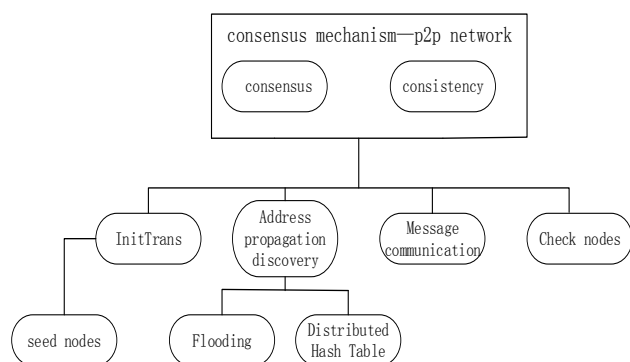 consensus mechanism—p2p network
consensus
consistency
InitTrans
Address
propagation
discovery
Message
communication
Check nodes
seed nodes
Flooding
Distributed
Hash Table